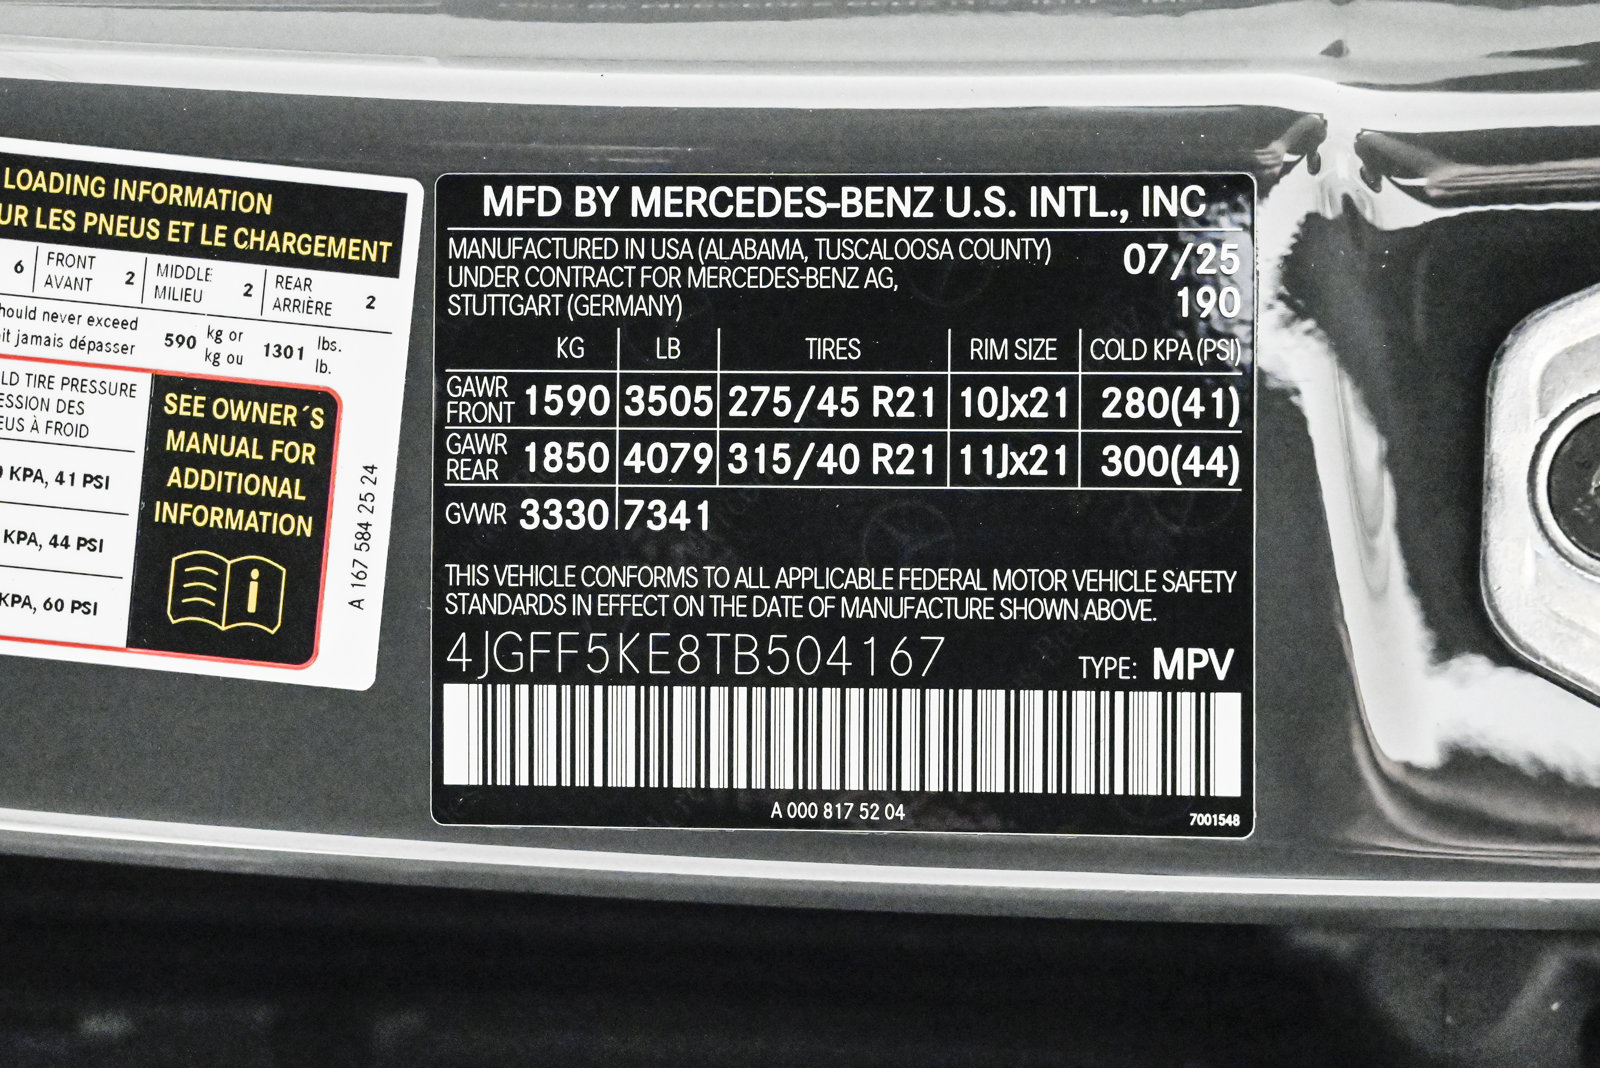 LOADING INFORMATION
UR LES PNEUS ET LE CHARGEMENT
6 FRONT AVANT 2 MIDDLE MILIEU 2 REAR ARRIÈRE 2
hould never exceed
it jamais dépasser
590 kg or kg ou 1301 lbs. lb.
LD TIRE PRESSURE
ESSION DES
EUS À FROID
KPA, 41 PSI
KPA, 44 PSI
KPA, 60 PSI
SEE OWNER´S
MANUAL FOR
ADDITIONAL
INFORMATION
A 167 584 25 24
MFD BY MERCEDES-BENZ U.S. INTL., INC
MANUFACTURED IN USA (ALABAMA, TUSCALOOSA COUNTY)
UNDER CONTRACT FOR MERCEDES-BENZ AG,
STUTTGART (GERMANY)
07/25
190
KG LB TIRES RIM SIZE COLD KPA (PSI)
GAWR FRONT 1590 3505 275/45 R21 10Jx21 280(41)
GAWR REAR 1850 4079 315/40 R21 11Jx21 300(44)
GVWR 3330 7341
THIS VEHICLE CONFORMS TO ALL APPLICABLE FEDERAL MOTOR VEHICLE SAFETY
STANDARDS IN EFFECT ON THE DATE OF MANUFACTURE SHOWN ABOVE.
4JGFF5KE8TB504167
TYPE: MPV
A 000 817 52 04
7001548